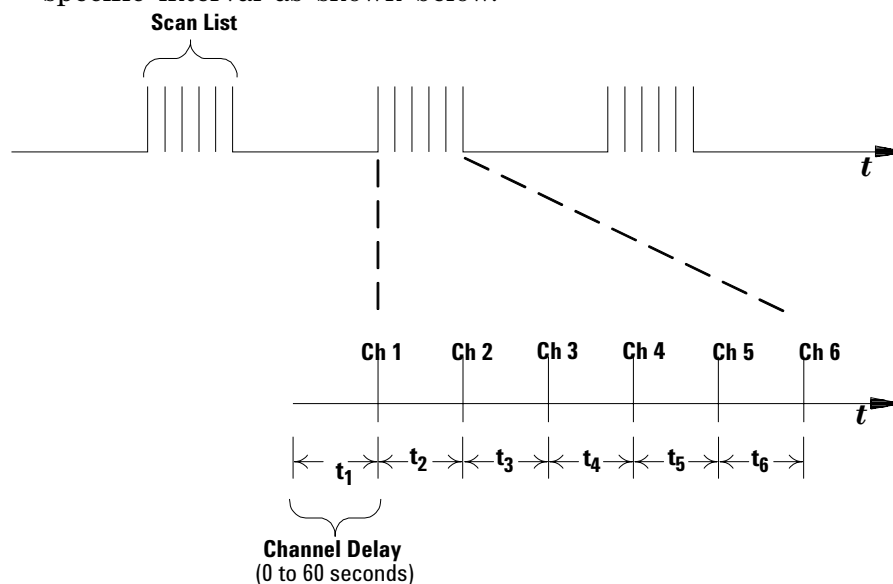 specific interval as shown below.
Scan List
t
Ch 1 Ch 2 Ch 3 Ch 4 Ch 5 Ch 6
t
t1 t2 t3 t4 t5 t6
Channel Delay
(0 to 60 seconds)